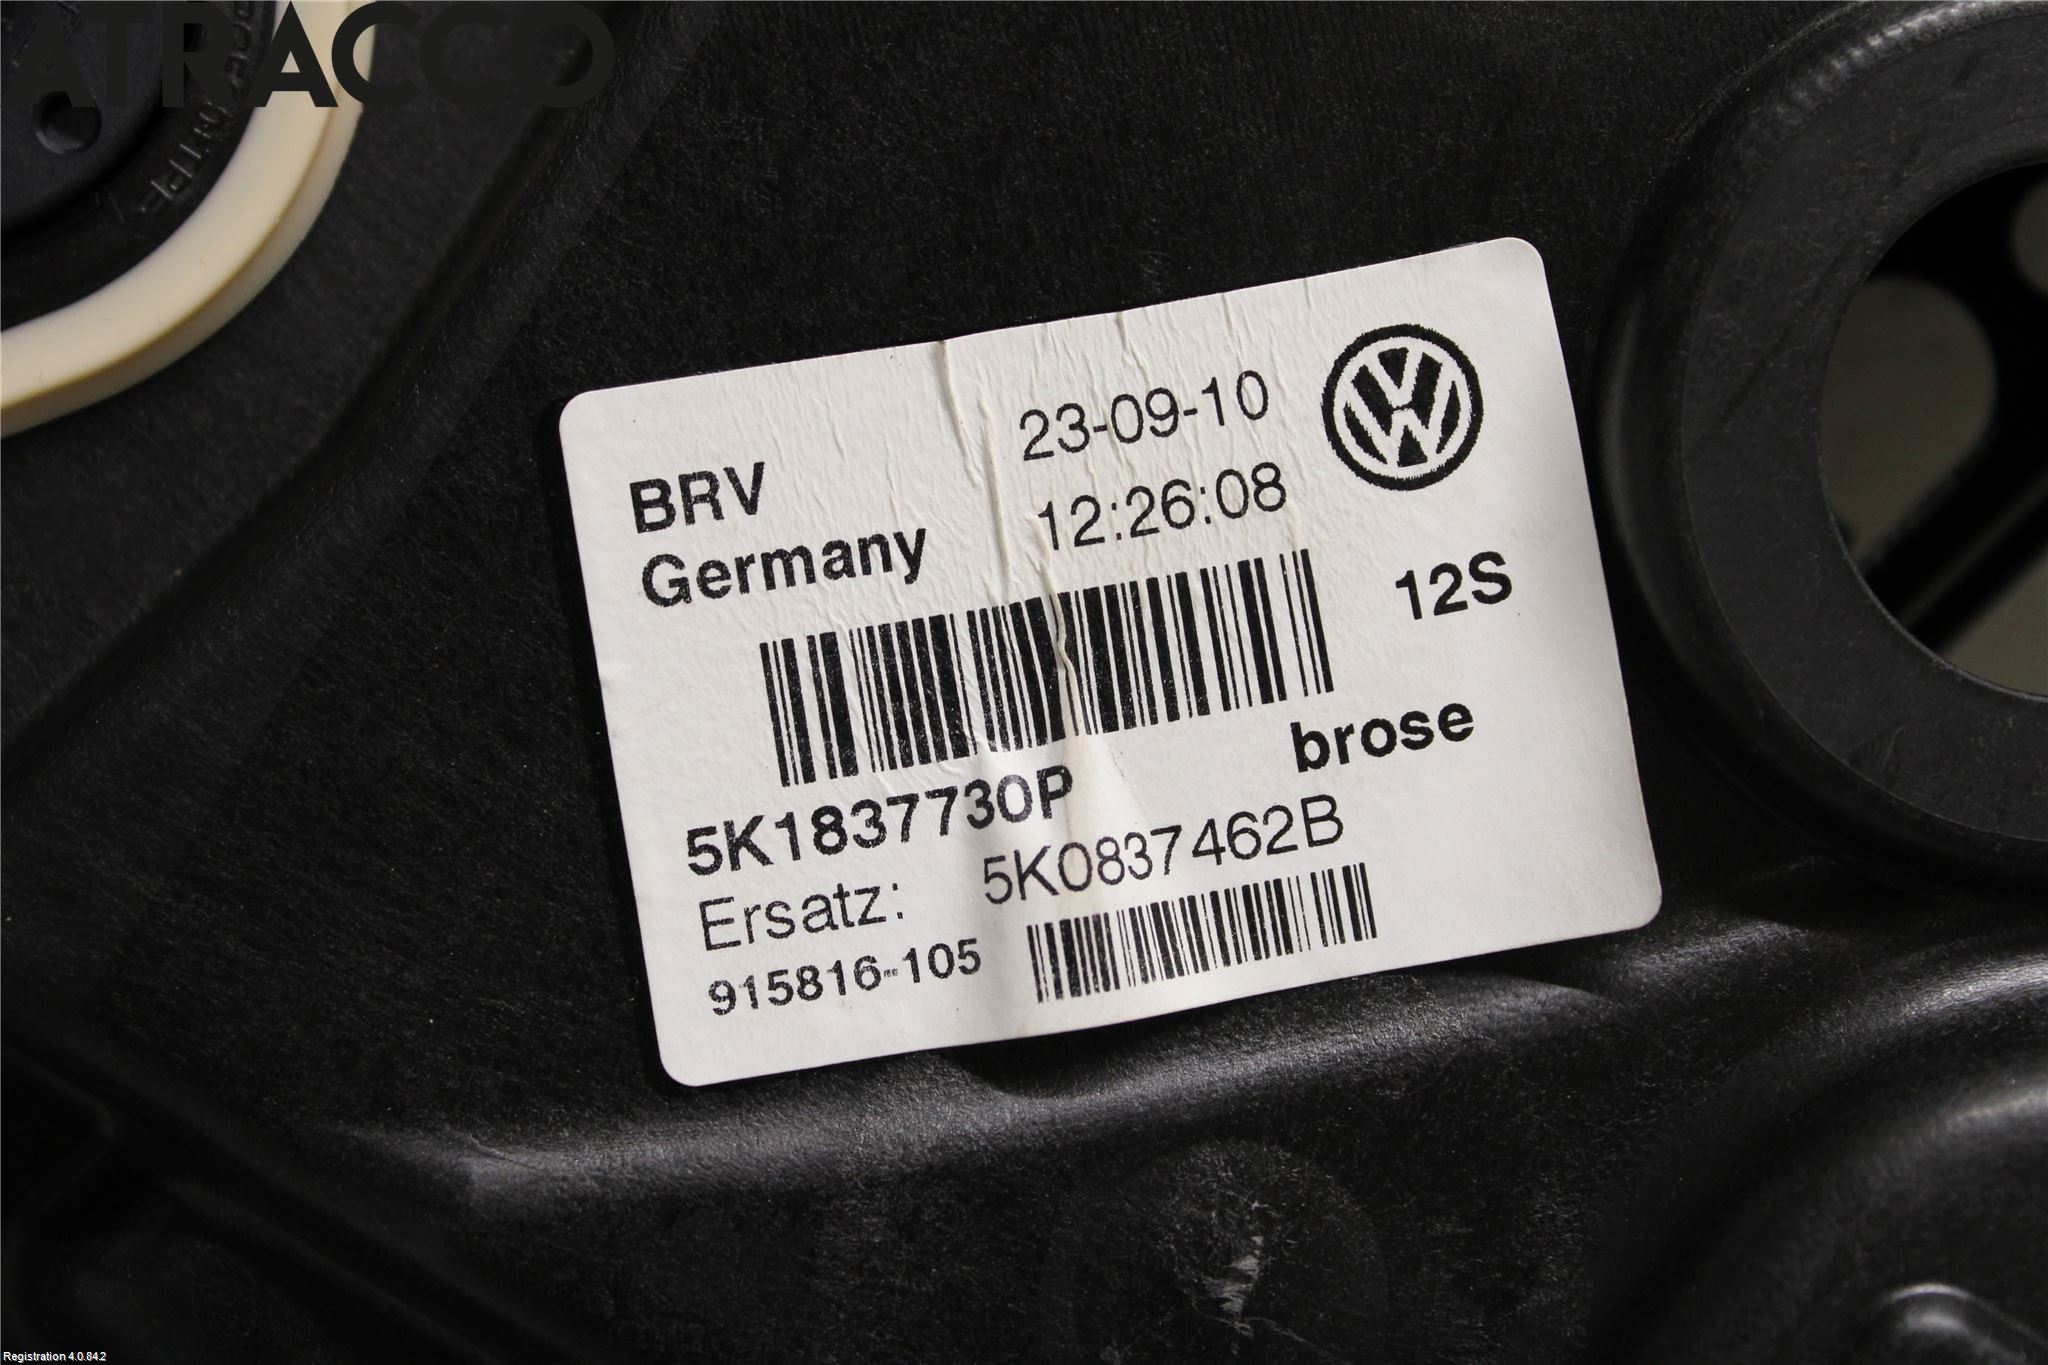 ATRACCO
BRV
23-09-10
Germany
12:26:08
12S
brose
5K1837730P
Ersatz: 5K0837462B
915816-105
Registration 4.0.84.2